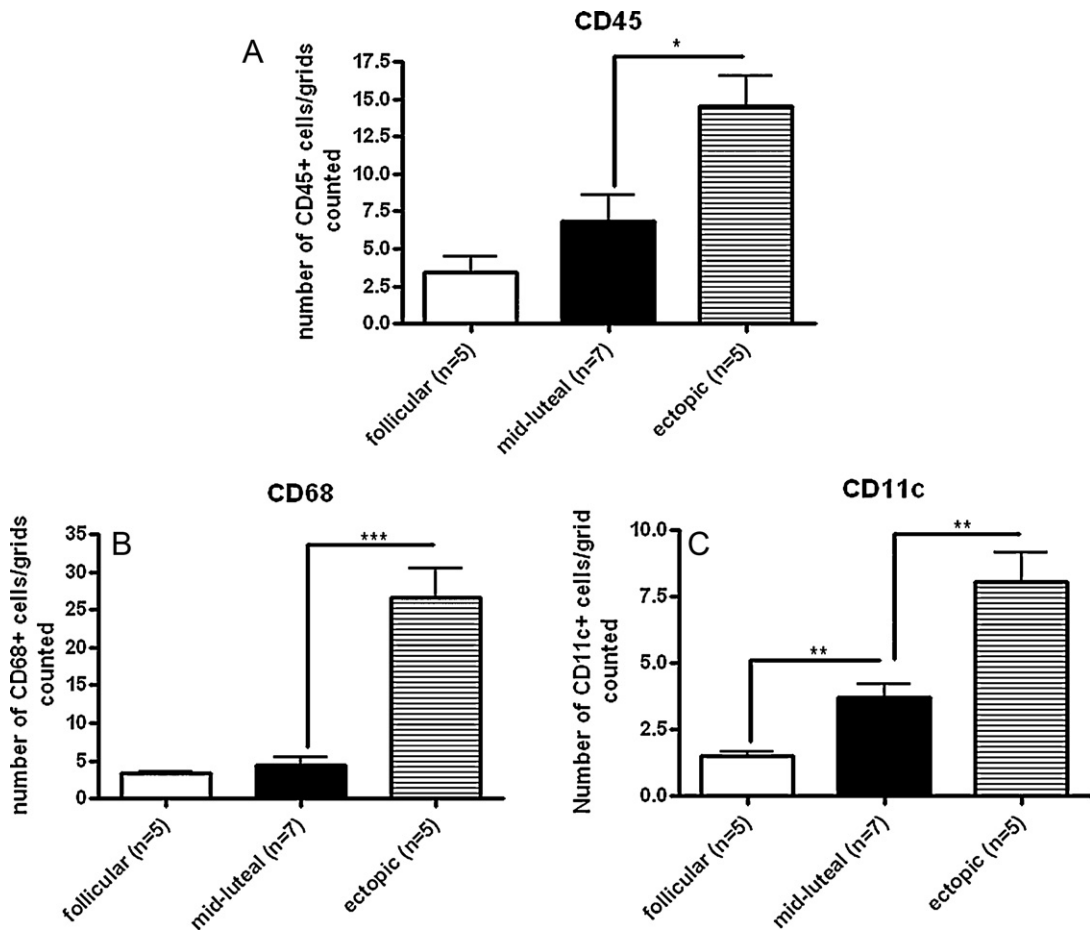 CD45
A
*
number of CD45+ cells/grids
counted
17.5
15.0
12.5
10.0
7.5
5.0
2.5
0.0
follicular (n=5)
mid-luteal (n=7)
ectopic (n=5)
CD68
B
***
number of CD68+ cells/grids
counted
35
30
25
20
15
10
5
0
follicular (n=5)
mid-luteal (n=7)
ectopic (n=5)
CD11c
C
**
**
Number of CD11c+ cells/grid
counted
10.0
7.5
5.0
2.5
0.0
follicular (n=5)
mid-luteal (n=7)
ectopic (n=5)